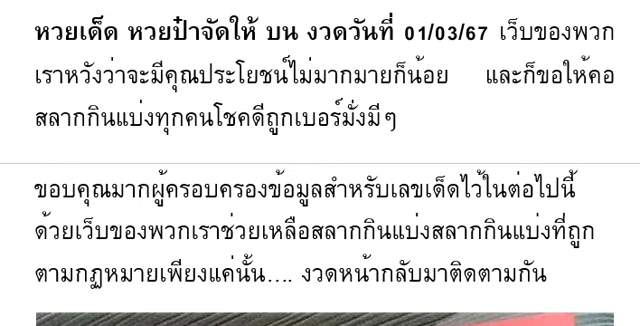 หวยเด็ด หวยป๋าจัดให้ บน งวดวันที่ 01/03/67 เว็บของพวก
เราหวังว่าจะมีคุณประโยชน์ไม่มากมายก็น้อย และก็ขอให้คอ
สลากกินแบ่งทุกคนโชคดีถูกเบอร์มั่งมีๆ
ขอบคุณมากผู้ครอบครองข้อมูลสำหรับเลขเด็ดไว้ในต่อไปนี้
ด้วยเว็บของพวกเราช่วยเหลือสลากกินแบ่งสลากกินแบ่งที่ถูก
ตามกฏหมายเพียงแค่นั้น.... งวดหน้ากลับมาติดตามกัน